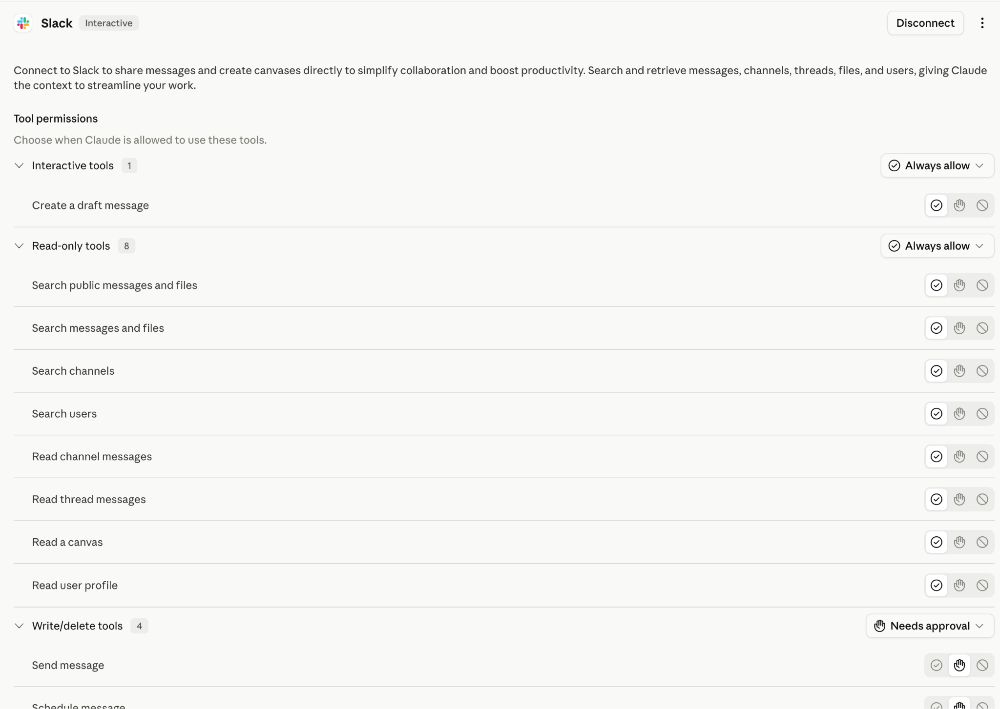 Slack Interactive Disconnect
Connect to Slack to share messages and create canvases directly to simplify collaboration and boost productivity. Search and retrieve messages, channels, threads, files, and users, giving Claude
the context to streamline your work.
Tool permissions
Choose when Claude is allowed to use these tools.
Interactive tools 1 Always allow
Create a draft message
Read-only tools 8 Always allow
Search public messages and files
Search messages and files
Search channels
Search users
Read channel messages
Read thread messages
Read a canvas
Read user profile
Write/delete tools 4 Needs approval
Send message
Schedule message